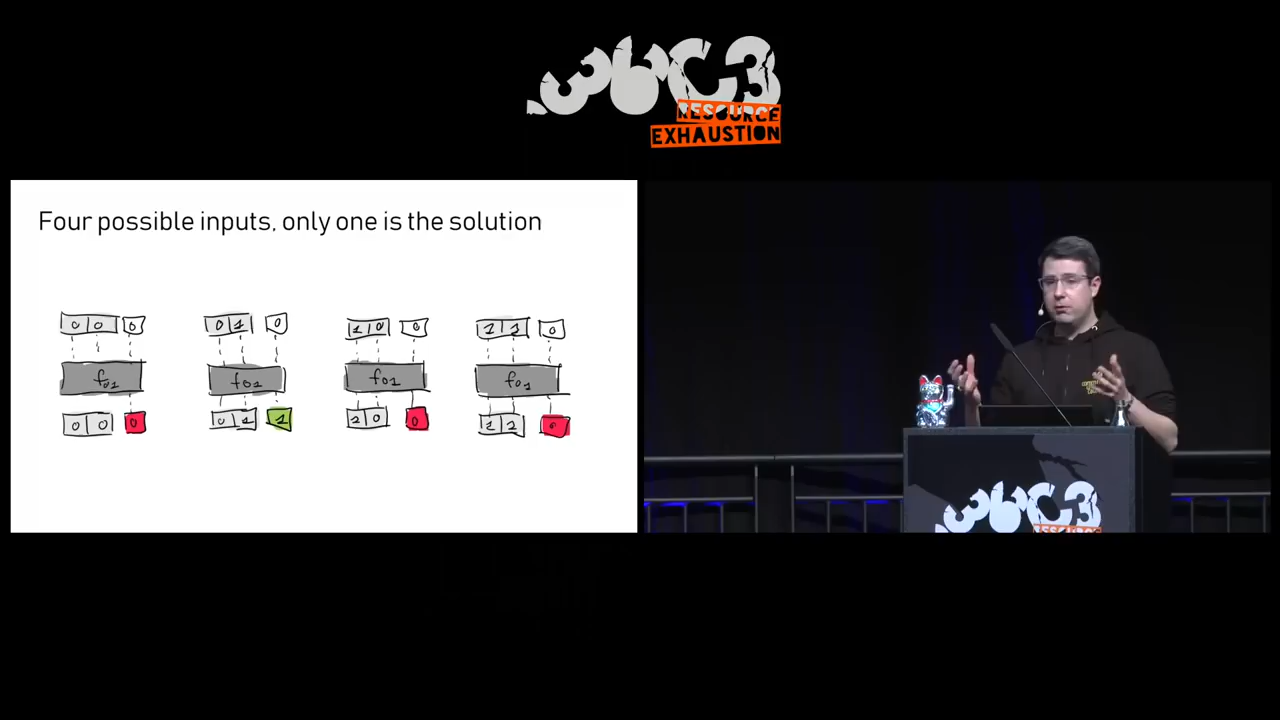 36C3
RESOURCE
EXHAUSTION
Four possible inputs, only one is the solution
0 0 0 0 1 0 1 0 0 1 1 0
f01 f01 f01 f01
0 0 0 0 1 1 1 0 0 1 1 0
36C3
RESOURCE